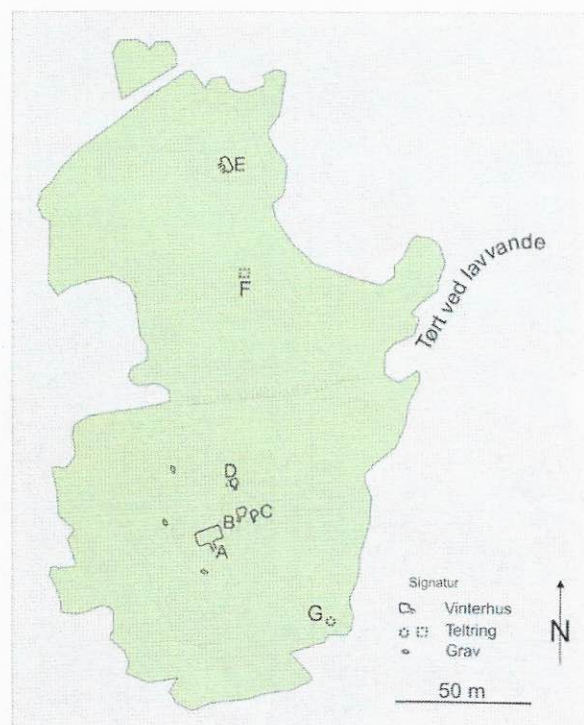 E
Tørt ved lavvande
F
D
B
C
A
G
Signatur
Vinterhus
Teltring
Grav
N
50 m